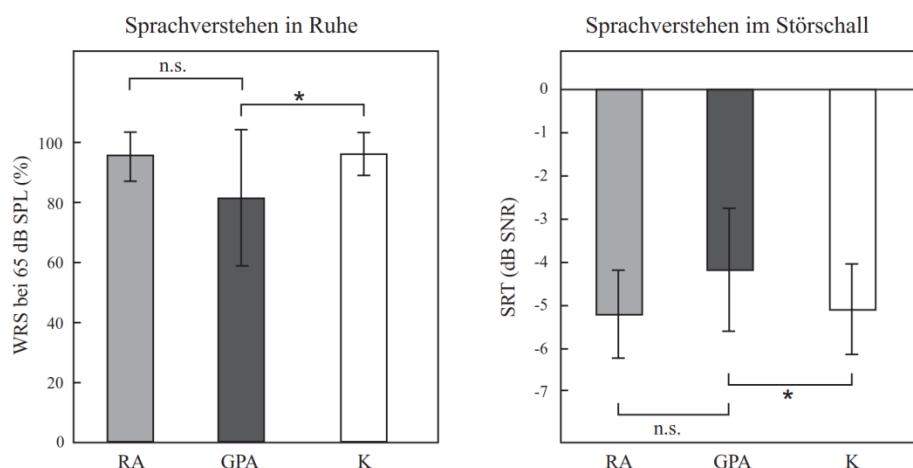 Sprachverstehen in Ruhe
n.s.
*
WRS bei 65 dB SPL (%)
100
80
60
40
20
0
RA GPA K
Sprachverstehen im Störschall
SRT (dB SNR)
0
-1
-2
-3
-4
-5
-6
-7
*
n.s.
RA GPA K